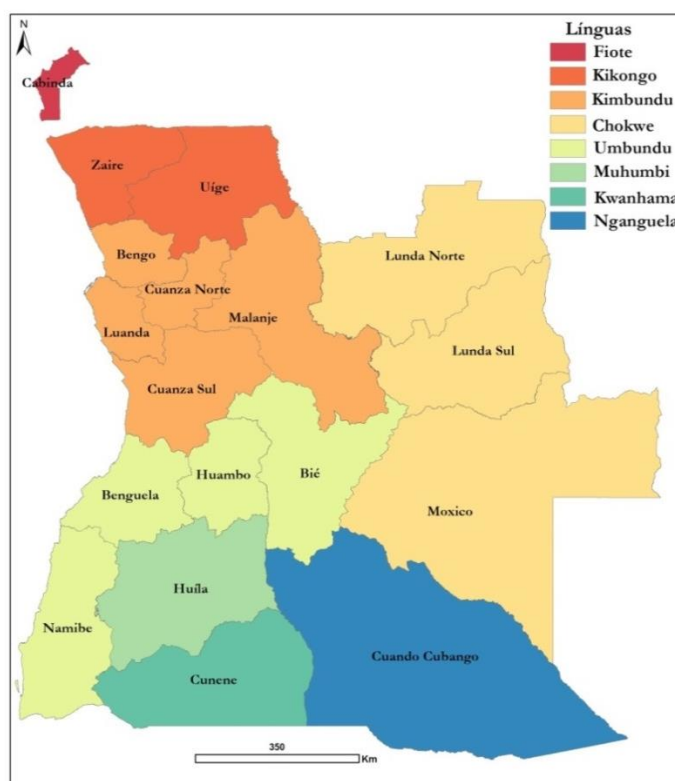 N
Línguas
Fiote
Kikongo
Kimbundu
Chokwe
Umbundu
Muhumbi
Kwanhama
Nganguela
Cabinda
Zaire
Uíge
Bengo
Cuanza Norte
Lunda Norte
Luanda
Malanje
Lunda Sul
Cuanza Sul
Benguela
Huambo
Bié
Moxico
Namibe
Huíla
Cuando Cubango
Cunene
350
Km